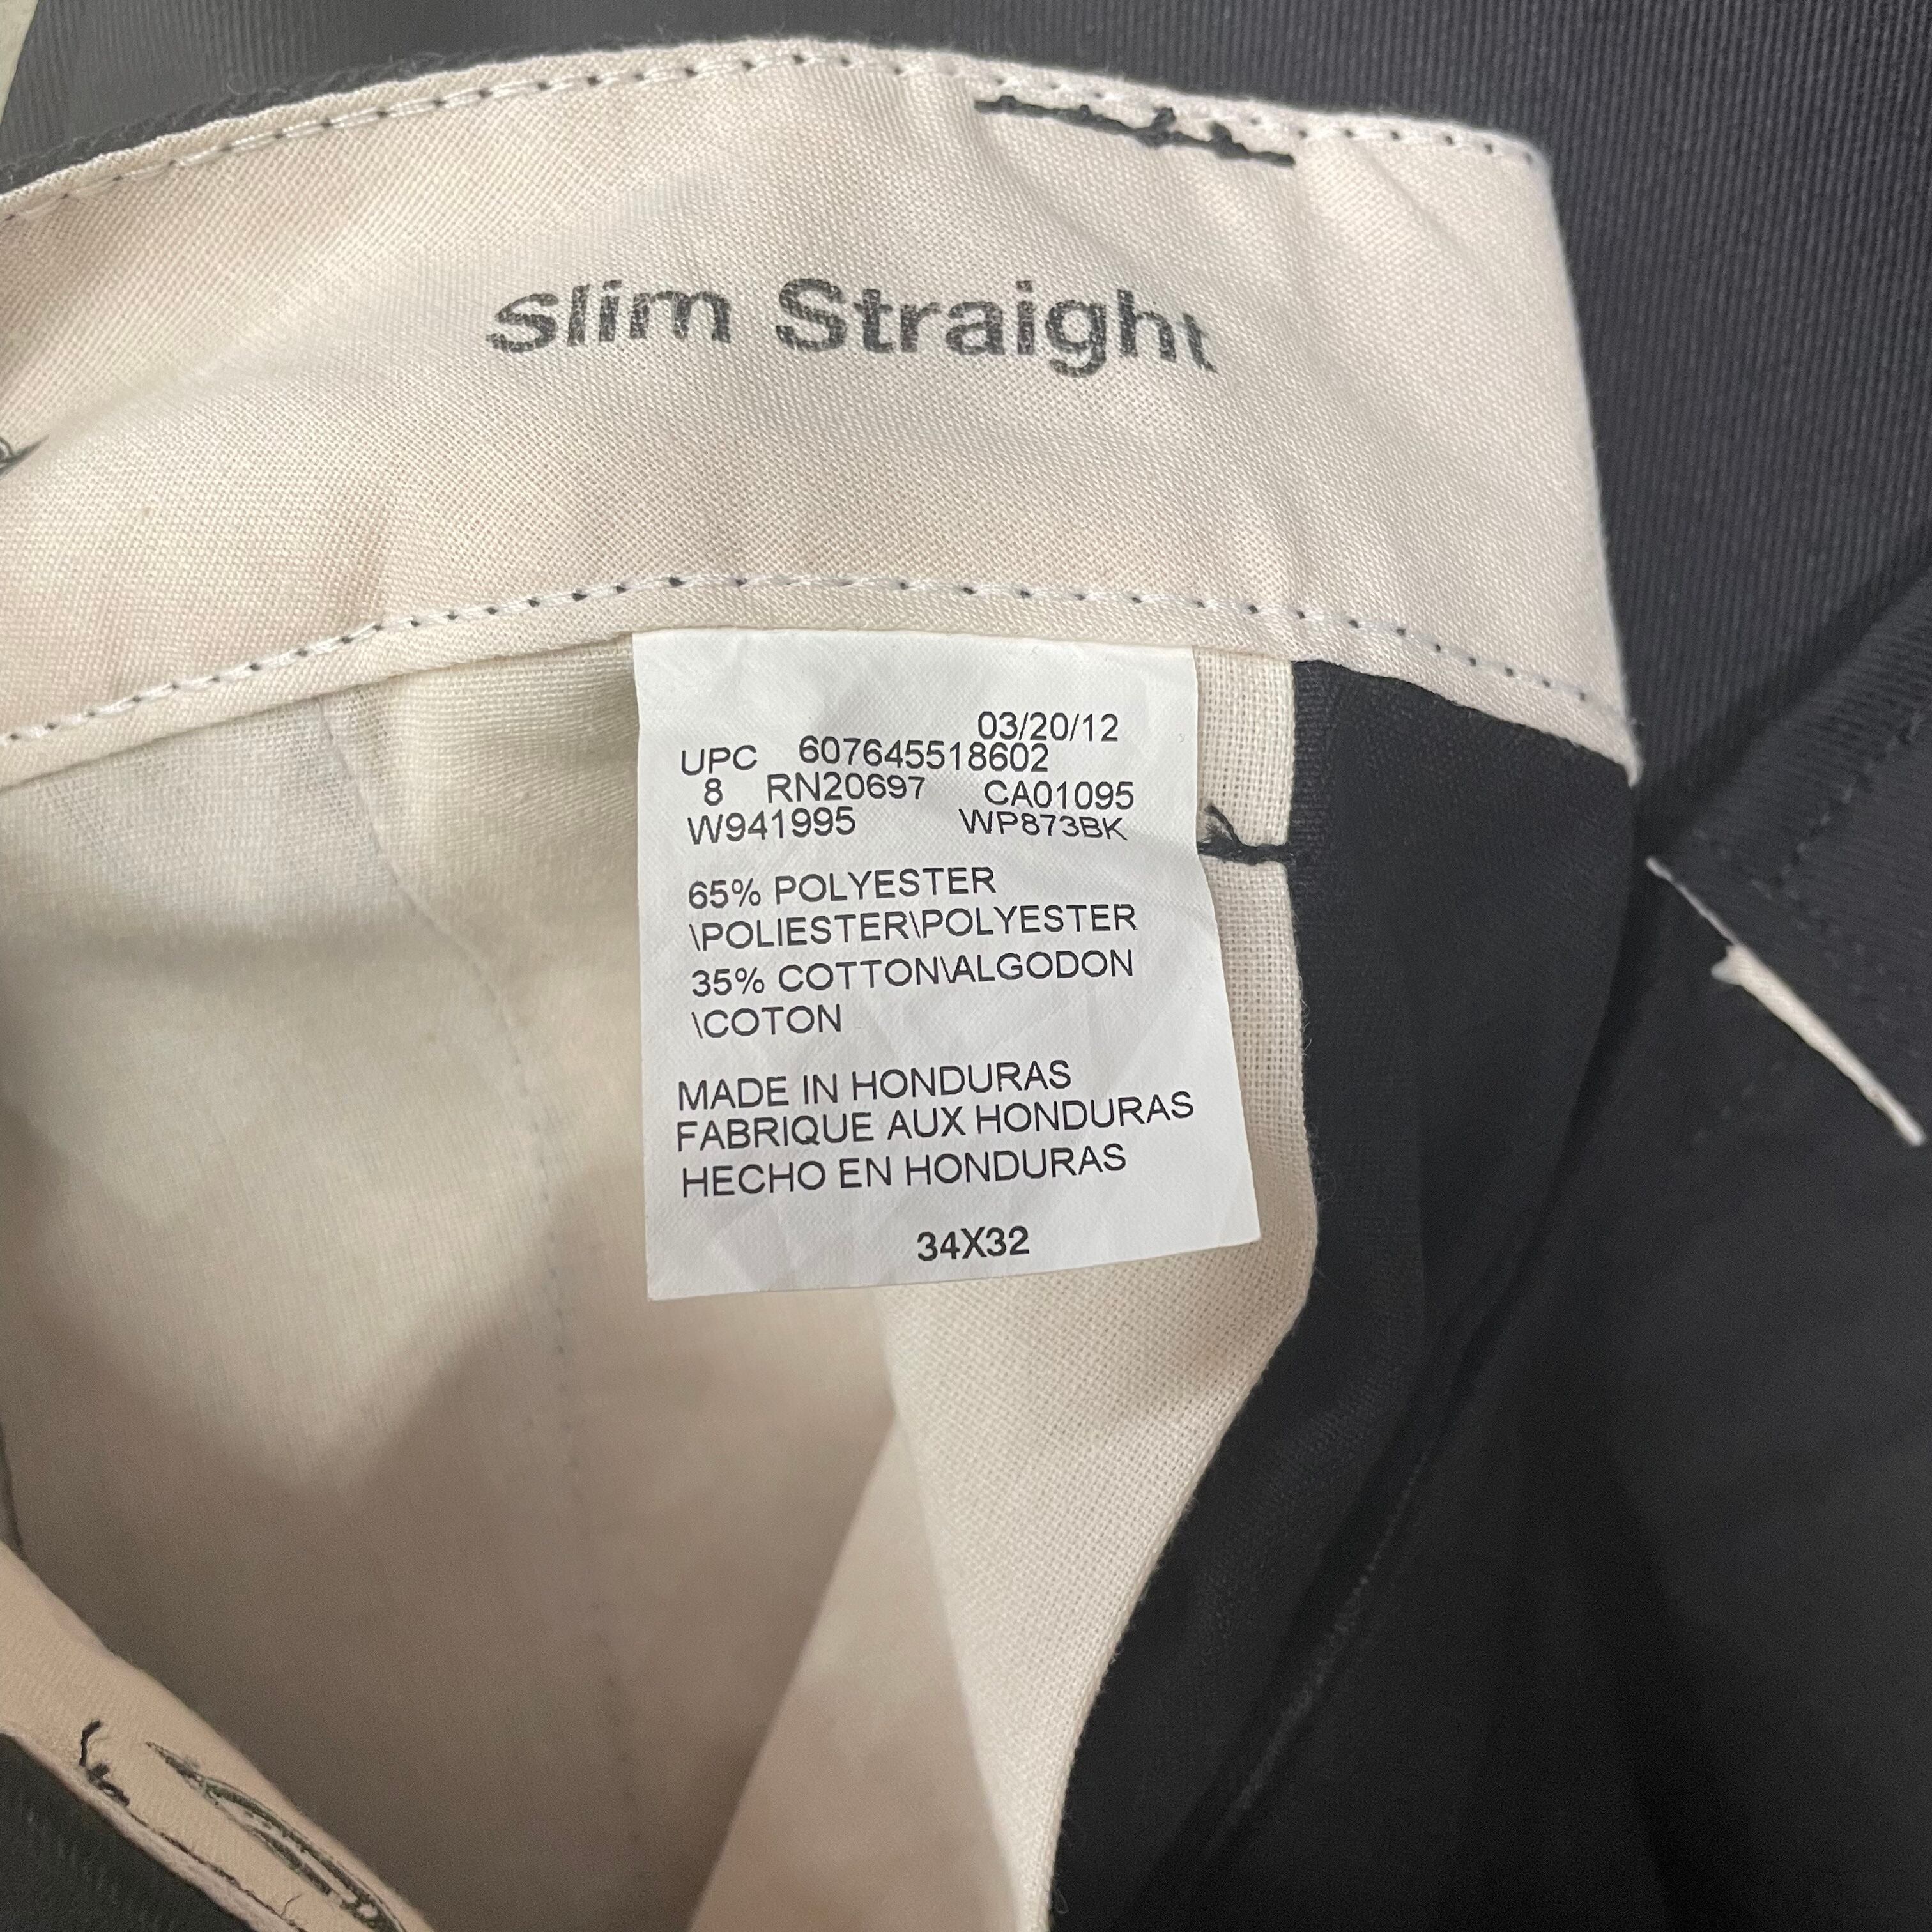 Slim Straight
03/20/12
UPC 607645518602
8 RN20697 CA01095
W941995 WP873BK
65% POLYESTER
\POLIESTER\POLYESTER
35% COTTON\ALGODON
\COTON
MADE IN HONDURAS
FABRIQUE AUX HONDURAS
HECHO EN HONDURAS
34X32